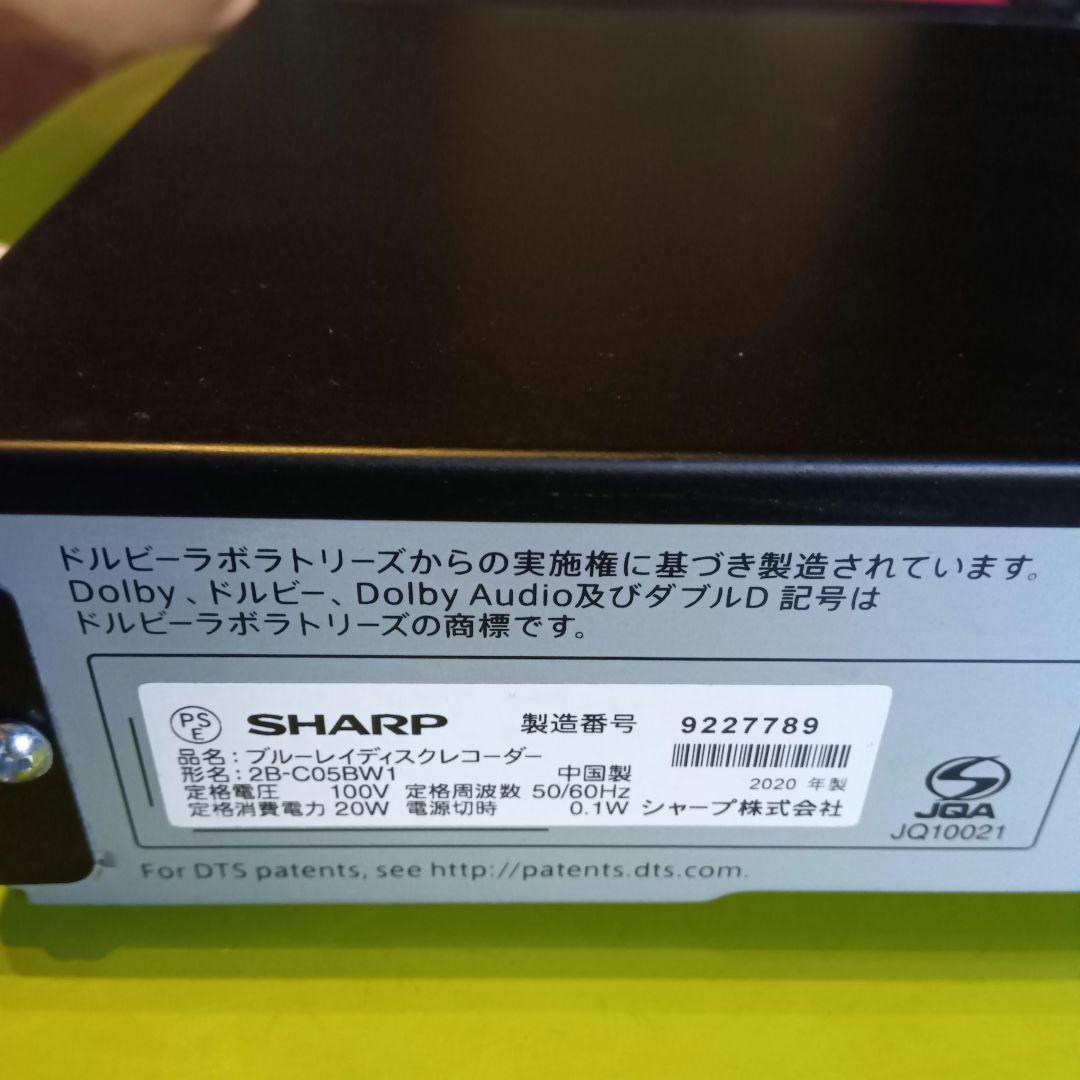 ドルビーラボラトリーズからの実施権に基づき製造されています。
Dolby、ドルビー、Dolby Audio及びダブルD 記号は
ドルビーラボラトリーズの商標です。
PSE SHARP 製造番号 9227789
品名:ブルーレイディスクレコーダー
形名:2B-C05BW1 中国製
2020 年製
定格電圧 100V 定格周波数 50/60Hz
定格消費電力 20W 電源切時 0.1W シャープ株式会社
JQA
JQ10021
For DTS patents, see http://patents.dts.com.